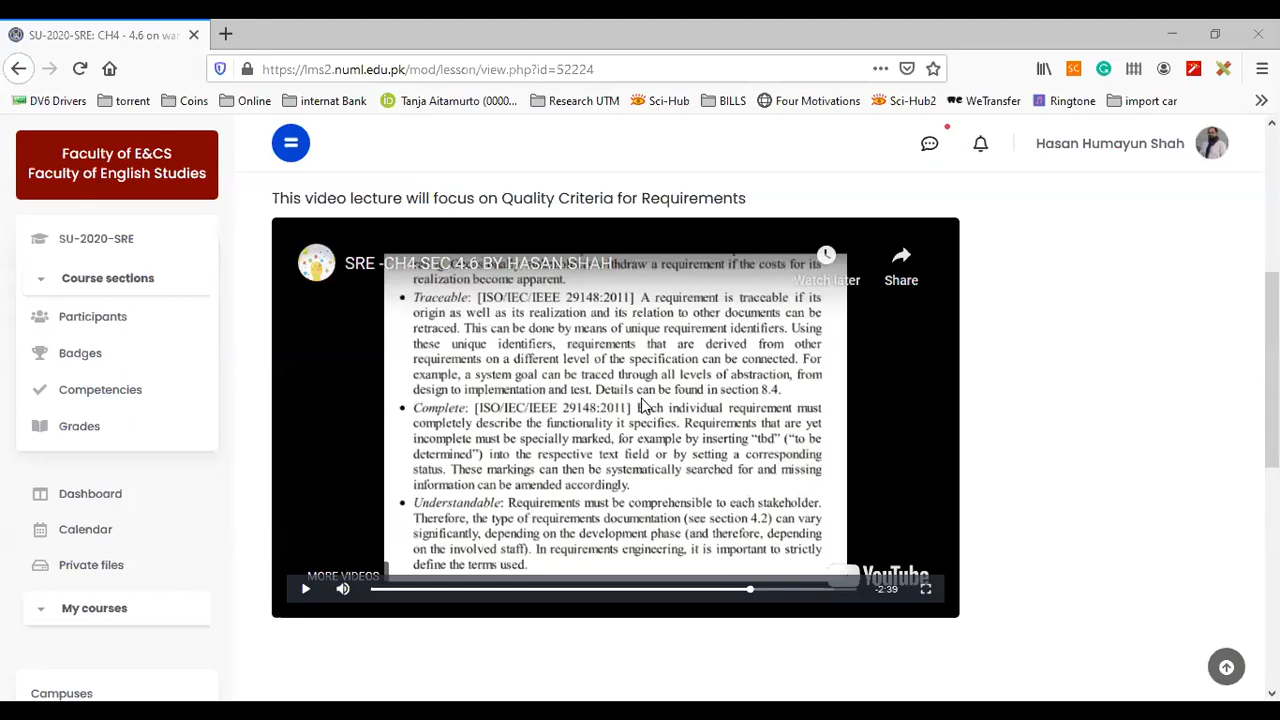 SU-2020-SRE: CH4 - 4.6 on wa
https://lms2.numl.edu.pk/mod/lesson/view.php?id=52224
DV6 Drivers torrent Coins Online internat Bank Tanja Aitamurto (0000... Research UTM Sci-Hub BILLS Four Motivations Sci-Hub2 WeTransfer Ringtone import car
Faculty of E&CS
Faculty of English Studies
Hasan Humayun Shah
SU-2020-SRE
Course sections
Participants
Badges
Competencies
Grades
Dashboard
Calendar
Private files
My courses
Campuses
This video lecture will focus on Quality Criteria for Requirements
SRE -CH4 SEC 4.6 BY HASAN SHAH
Watch later
Share
withdraw a requirement if the costs for its
realization become apparent.
• Traceable: [ISO/IEC/IEEE 29148:2011] A requirement is traceable if its
origin as well as its realization and its relation to other documents can be
retraced. This can be done by means of unique requirement identifiers. Using
these unique identifiers, requirements that are derived from other
requirements on a different level of the specification can be connected. For
example, a system goal can be traced through all levels of abstraction, from
design to implementation and test. Details can be found in section 8.4.
• Complete: [ISO/IEC/IEEE 29148:2011] Each individual requirement must
completely describe the functionality it specifies. Requirements that are yet
incomplete must be specially marked, for example by inserting “tbd” (“to be
determined”) into the respective text field or by setting a corresponding
status. These markings can then be systematically searched for and missing
information can be amended accordingly.
• Understandable: Requirements must be comprehensible to each stakeholder.
Therefore, the type of requirements documentation (see section 4.2) can vary
significantly, depending on the development phase (and therefore, depending
on the involved staff). In requirements engineering, it is important to strictly
define the terms used.
MORE VIDEOS
YouTube
-2:39